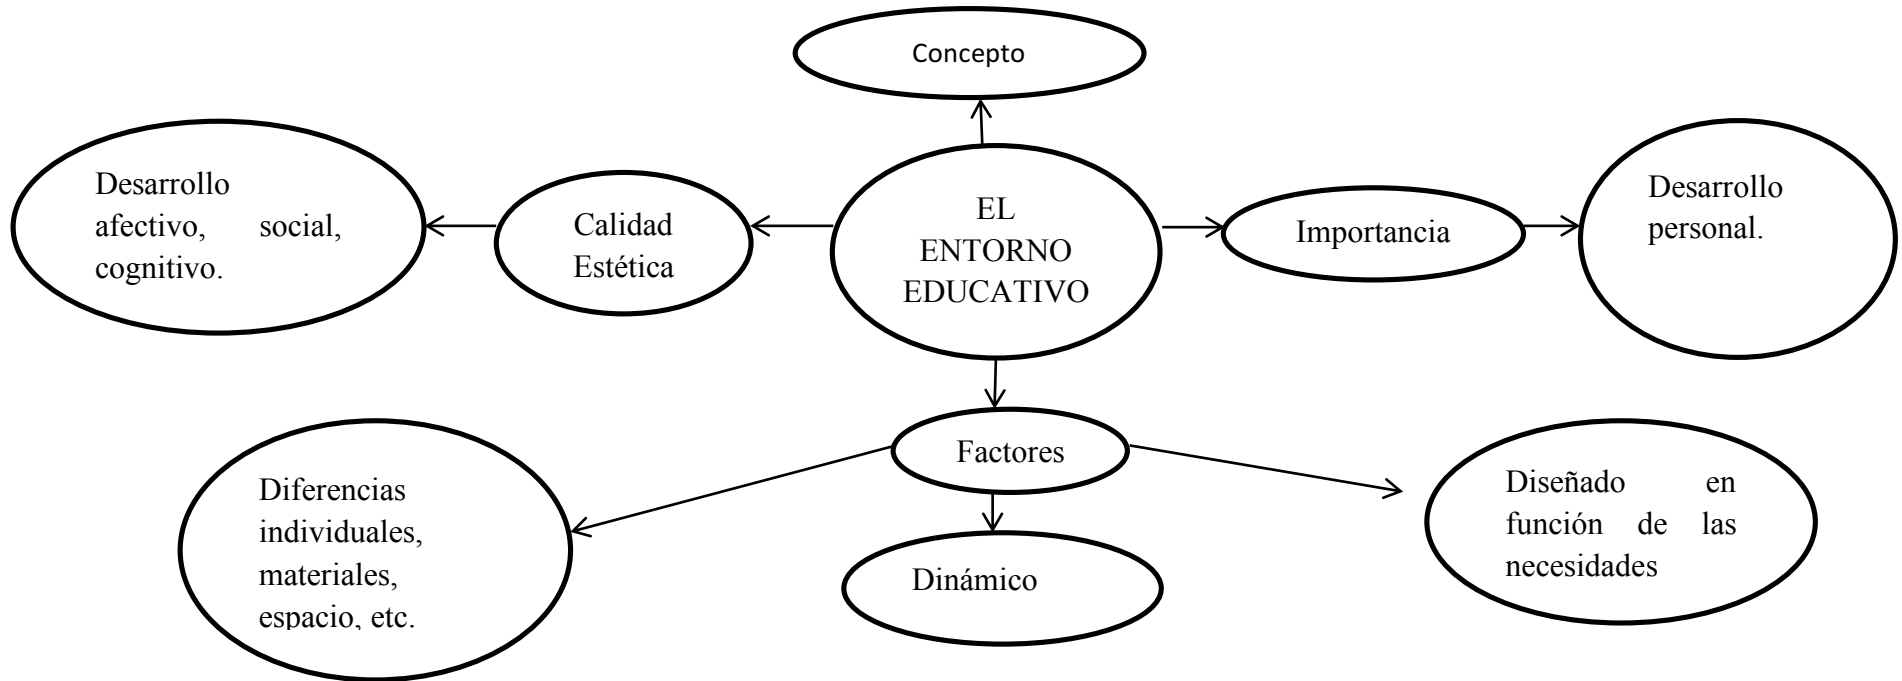 Concepto
Desarrollo
afectivo, social,
cognitivo.
Calidad
Estética
EL
ENTORNO
EDUCATIVO
Importancia
Desarrollo
personal.
Factores
Diferencias
individuales,
materiales,
espacio, etc.
Dinámico
Diseñado en
función de las
necesidades